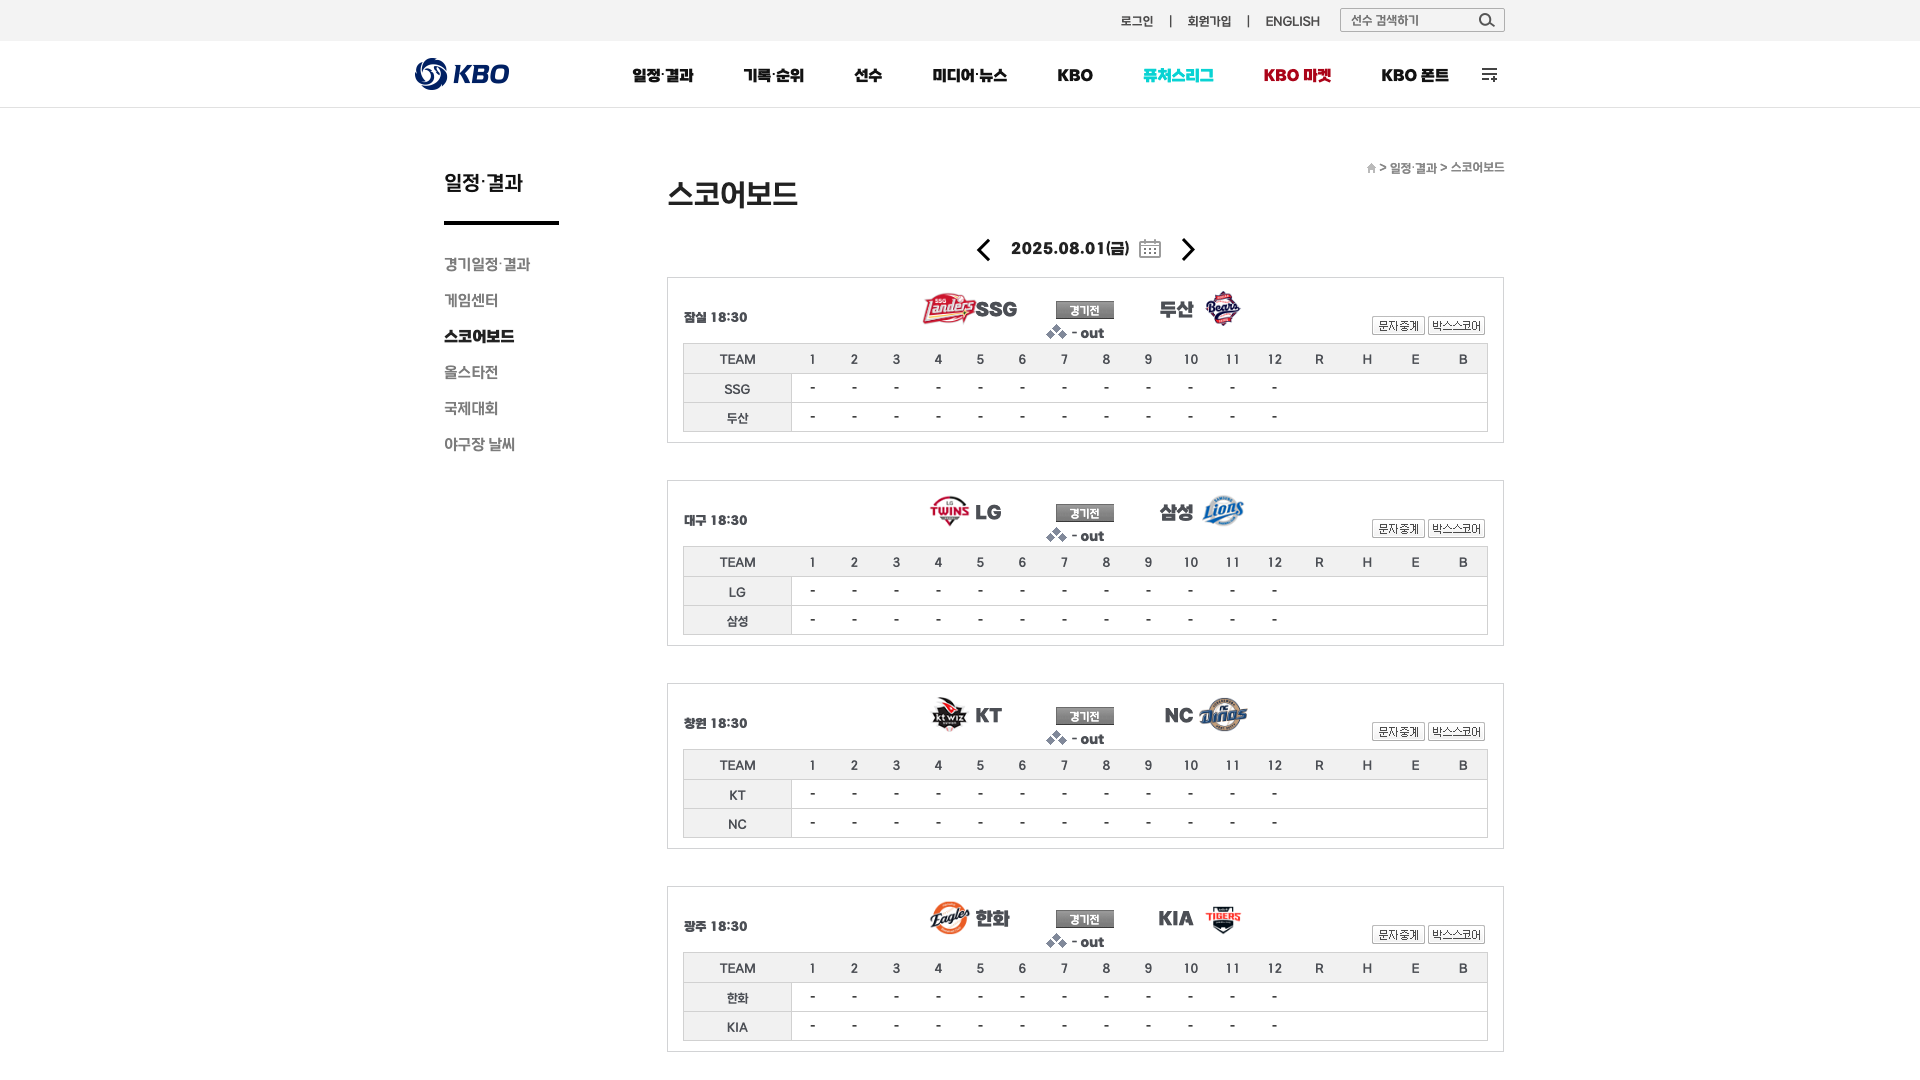 로그인 | 회원가입 | ENGLISH 선수 검색하기
KBO 일정·결과 기록·순위 선수 미디어·뉴스 KBO 퓨처스리그 KBO 마켓 KBO 폰트
> 일정·결과 > 스코어보드
일정·결과
경기일정·결과
게임센터
스코어보드
올스타전
국제대회
야구장 날씨
스코어보드
2025.08.01(금)
잠실 18:30 SSG Landers SSG 경기전 두산 Bears
- out
문자중계 박스스코어
TEAM 1 2 3 4 5 6 7 8 9 10 11 12 R H E B
SSG - - - - - - - - - - - -
두산 - - - - - - - - - - - -
대구 18:30 LG TWINS LG 경기전 삼성 Lions
- out
문자중계 박스스코어
TEAM 1 2 3 4 5 6 7 8 9 10 11 12 R H E B
LG - - - - - - - - - - - -
삼성 - - - - - - - - - - - -
창원 18:30 kt wiz KT 경기전 NC NC DINOS
- out
문자중계 박스스코어
TEAM 1 2 3 4 5 6 7 8 9 10 11 12 R H E B
KT - - - - - - - - - - - -
NC - - - - - - - - - - - -
광주 18:30 Eagles 한화 경기전 KIA TIGERS
- out
문자중계 박스스코어
TEAM 1 2 3 4 5 6 7 8 9 10 11 12 R H E B
한화 - - - - - - - - - - - -
KIA - - - - - - - - - - - -